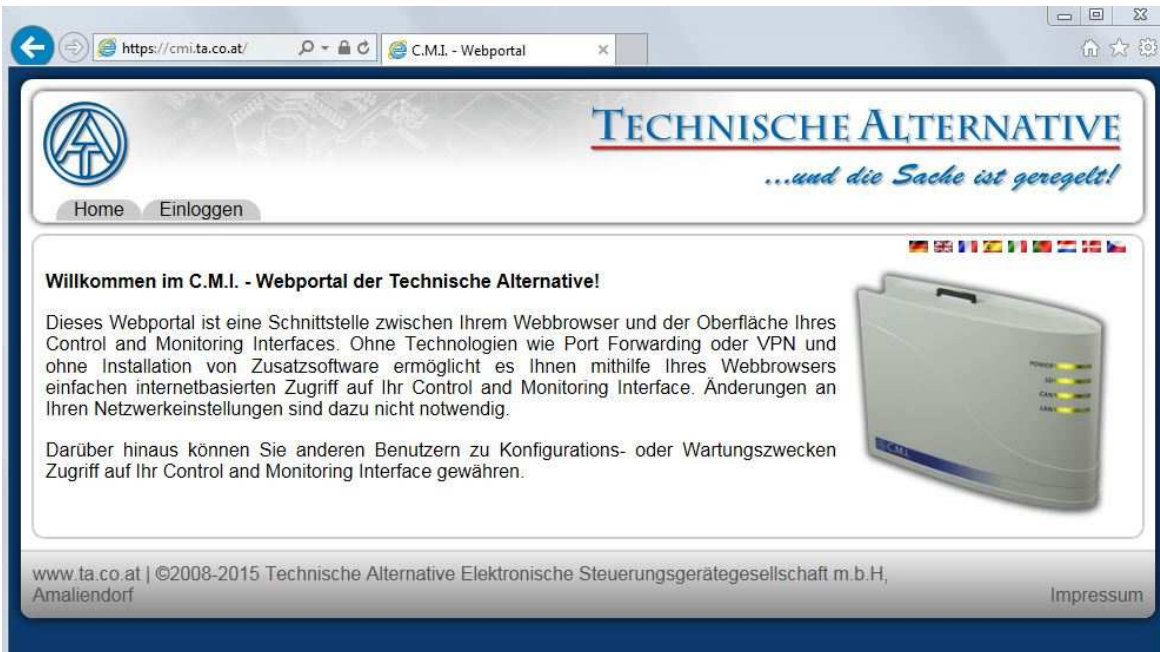 https://cmi.ta.co.at/
C.M.I. - Webportal
TECHNISCHE ALTERNATIVE
...und die Sache ist geregelt!
Home Einloggen
Willkommen im C.M.I. - Webportal der Technische Alternative!
Dieses Webportal ist eine Schnittstelle zwischen Ihrem Webbrowser und der Oberfläche Ihres
Control and Monitoring Interfaces. Ohne Technologien wie Port Forwarding oder VPN und
ohne Installation von Zusatzsoftware ermöglicht es Ihnen mithilfe Ihres Webbrowsers
einfachen internetbasierten Zugriff auf Ihr Control and Monitoring Interface. Änderungen an
Ihren Netzwerkeinstellungen sind dazu nicht notwendig.
Darüber hinaus können Sie anderen Benutzern zu Konfigurations- oder Wartungszwecken
Zugriff auf Ihr Control and Monitoring Interface gewähren.
POWER
SD
CAN
LAN
C.M.I.
www.ta.co.at | ©2008-2015 Technische Alternative Elektronische Steuerungsgerätegesellschaft m.b.H,
Amaliendorf
Impressum